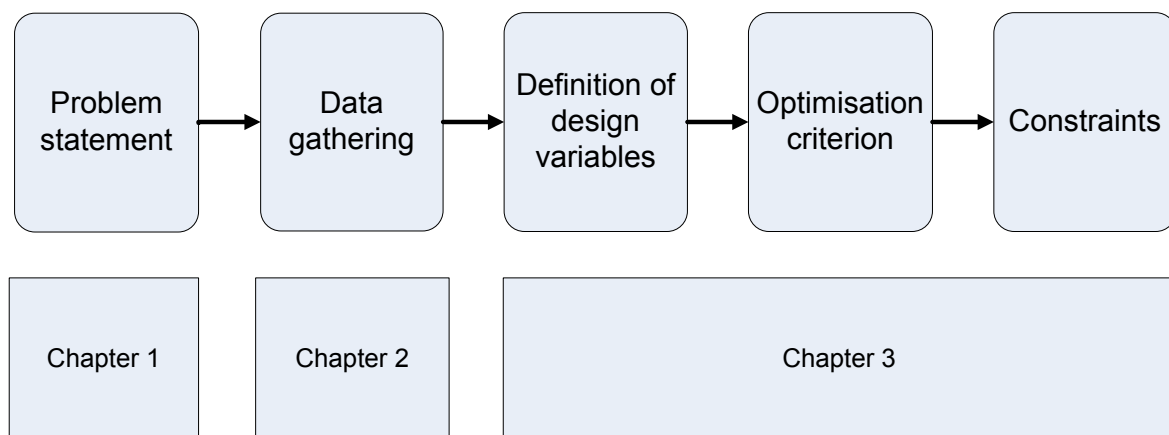 Problem
statement
Data
gathering
Definition of
design
variables
Optimisation
criterion
Constraints
Chapter 1
Chapter 2
Chapter 3